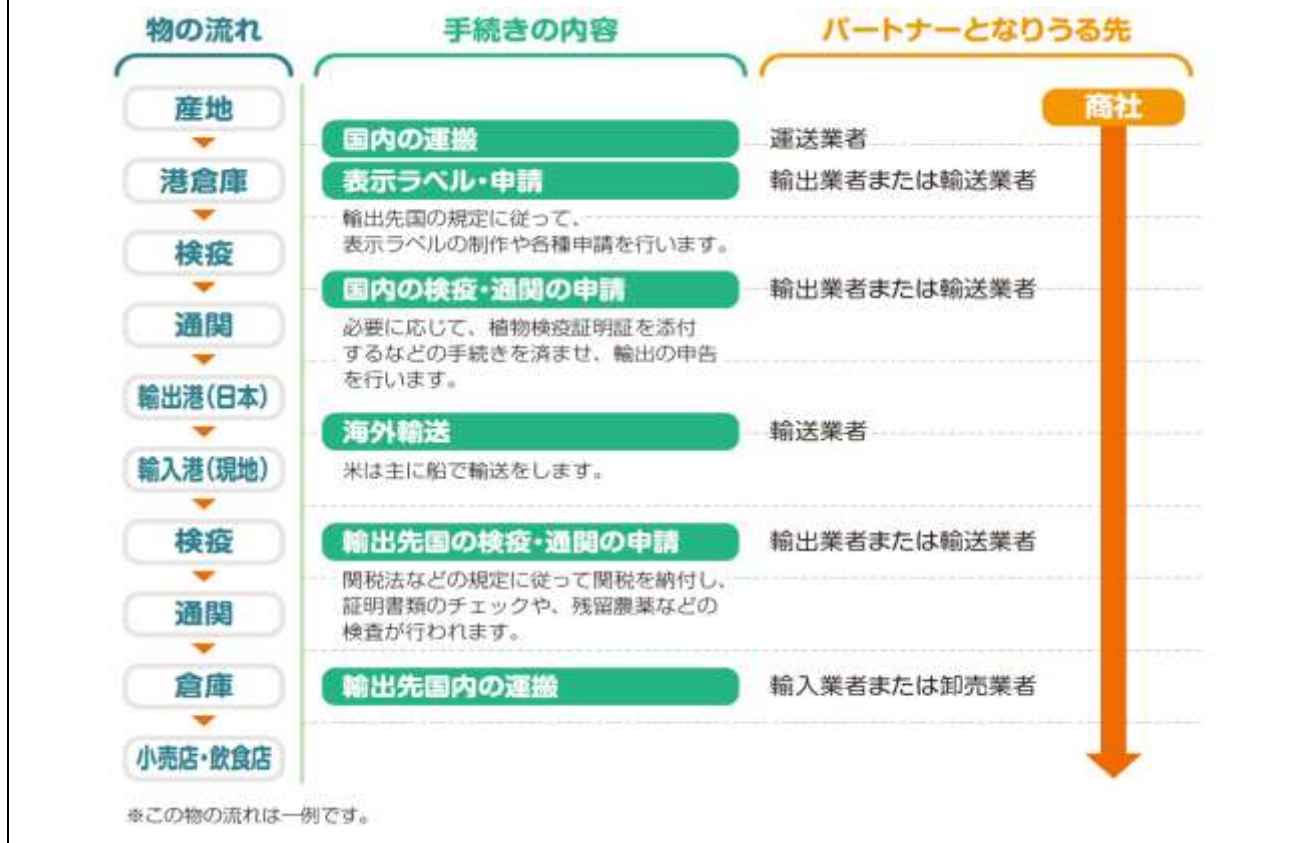 物の流れ
手続きの内容
パートナーとなりうる先
商社
産地
国内の運搬
運送業者
港倉庫
表示ラベル・申請
輸出業者または輸送業者
輸出先国の規定に従って、
表示ラベルの制作や各種申請を行います。
検疫
国内の検疫・通関の申請
輸出業者または輸送業者
通関
必要に応じて、植物検疫証明証を添付
するなどの手続きを済ませ、輸出の申告
を行います。
輸出港(日本)
海外輸送
輸送業者
輸入港(現地)
米は主に船で輸送をします。
検疫
輸出先国の検疫・通関の申請
輸出業者または輸送業者
関税法などの規定に従って関税を納付し、
証明書類のチェックや、残留農薬などの
検査が行われます。
通関
倉庫
輸出先国内の運搬
輸入業者または卸売業者
小売店・飲食店
※この物の流れは一例です。